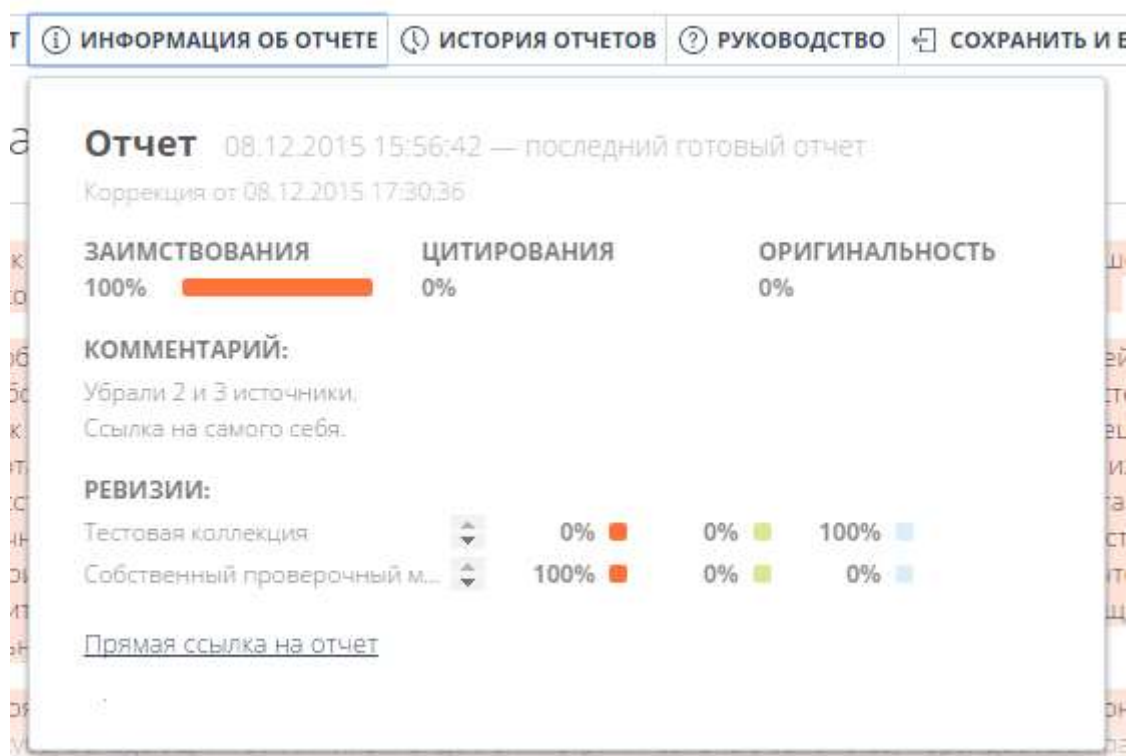 Т ИНФОРМАЦИЯ ОБ ОТЧЕТЕ ИСТОРИЯ ОТЧЕТОВ РУКОВОДСТВО СОХРАНИТЬ И В
Отчет 08.12.2015 15:56:42 — последний готовый отчет
Коррекция от 08.12.2015 17:30:36
ЗАИМСТВОВАНИЯ ЦИТИРОВАНИЯ ОРИГИНАЛЬНОСТЬ
100% 0% 0%
КОММЕНТАРИЙ:
Убрали 2 и 3 источники.
Ссылка на самого себя.
РЕВИЗИИ:
Тестовая коллекция 0% 0% 100%
Собственный проверочный м... 100% 0% 0%
Прямая ссылка на отчет